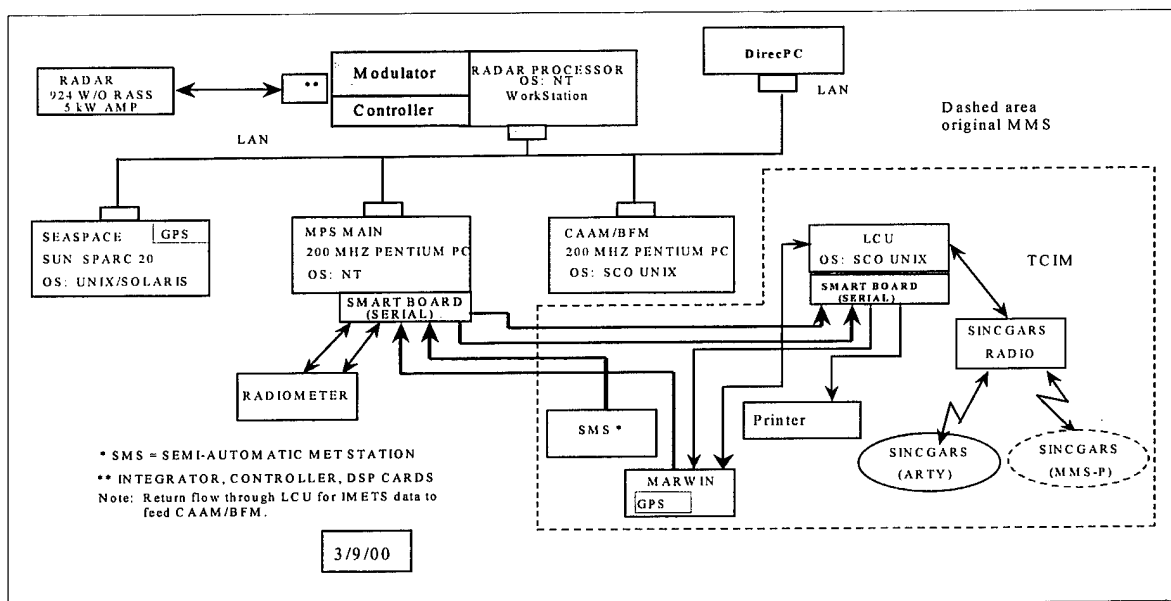 DirecPC
RADAR
924 W/O RASS
5 kW AMP
**
Modulator
Controller
RADAR PROCESSOR
OS: NT
WorkStation
LAN
LAN
Dashed area
original MMS
SEASPACE
GPS
SUN SPARC 20
OS: UNIX/SOLARIS
MPS MAIN
200 MHZ PENTIUM PC
OS: NT
SMART BOARD
(SERIAL)
CAAM/BFM
200 MHZ PENTIUM PC
OS: SCO UNIX
LCU
OS: SCO UNIX
SMART BOARD
(SERIAL)
TCIM
SINCGARS
RADIO
RADIOMETER
SMS *
Printer
SINCGARS
(ARTY)
SINCGARS
(MMS-P)
MARWIN
GPS
* SMS = SEMI-AUTOMATIC MET STATION
** INTEGRATOR, CONTROLLER, DSP CARDS
Note: Return flow through LCU for IMETS data to
feed CAAM/BFM.
3/9/00